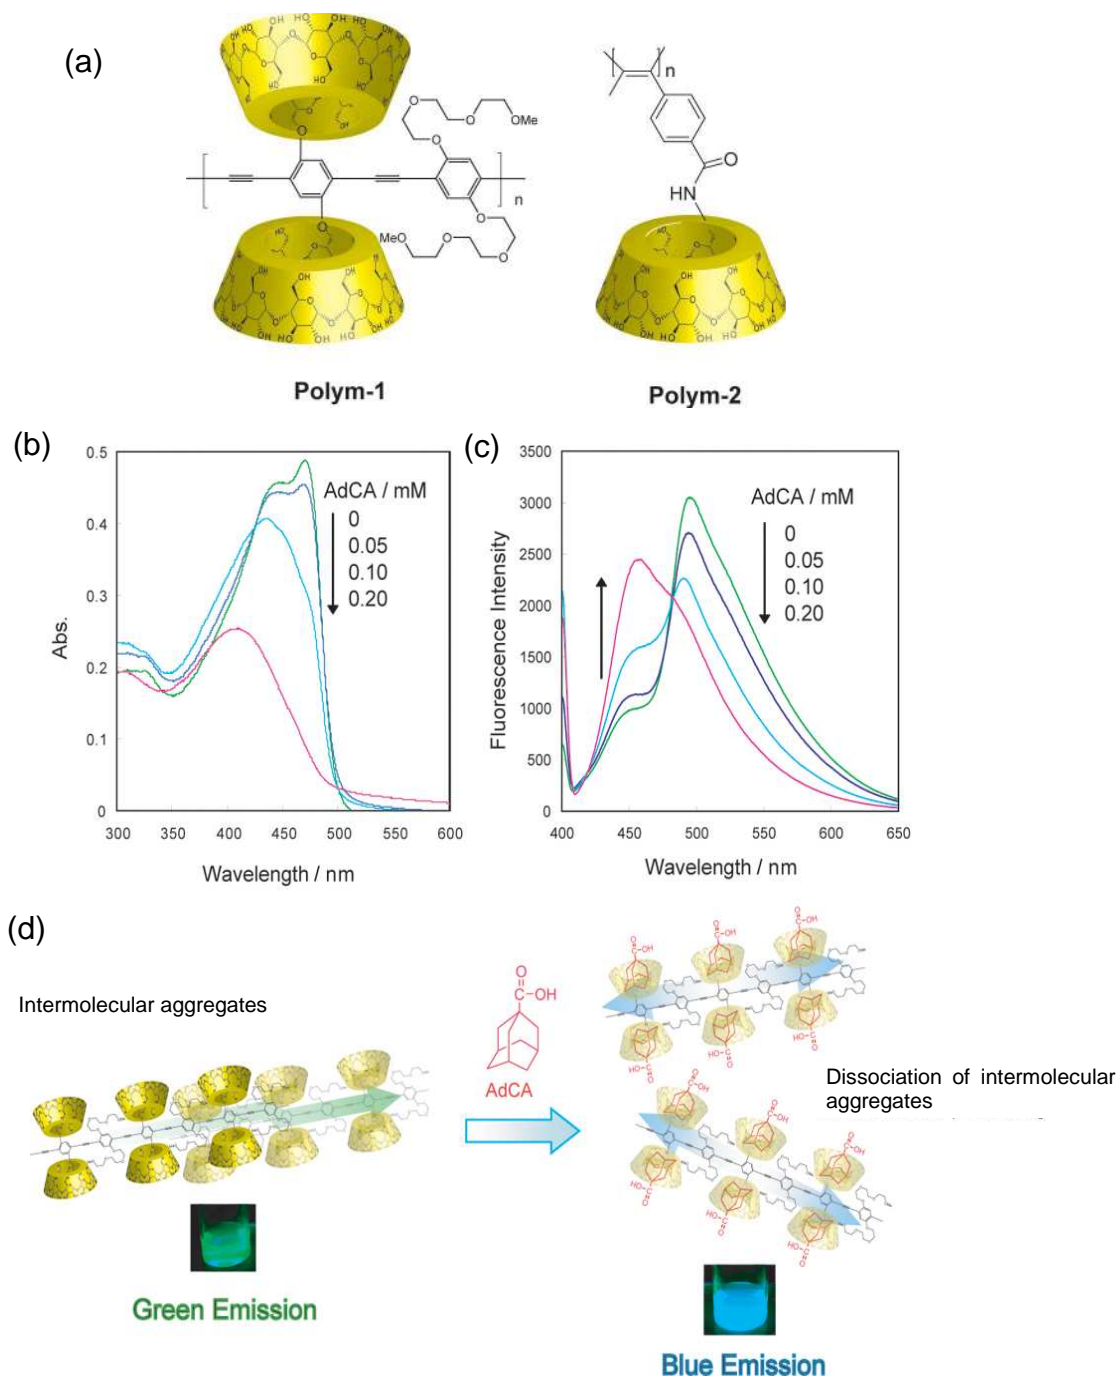 (a)
O
O
O
OMe
O
O
n
O
HN
n
O
O
MeO
O
O
O
Polym-1
Polym-2
(b)
(c)
0.5
0.4
0.3
0.2
0.1
0
Abs.
AdCA / mM
0
0.05
0.10
0.20
300 350 400 450 500 550 600
Wavelength / nm
3500
3000
2500
2000
1500
1000
500
0
Fluorescence Intensity
AdCA / mM
0
0.05
0.10
0.20
400 450 500 550 600 650
Wavelength / nm
(d)
Intermolecular aggregates
O
C-OH
AdCA
Dissociation of intermolecular
aggregates
Green Emission
Blue Emission